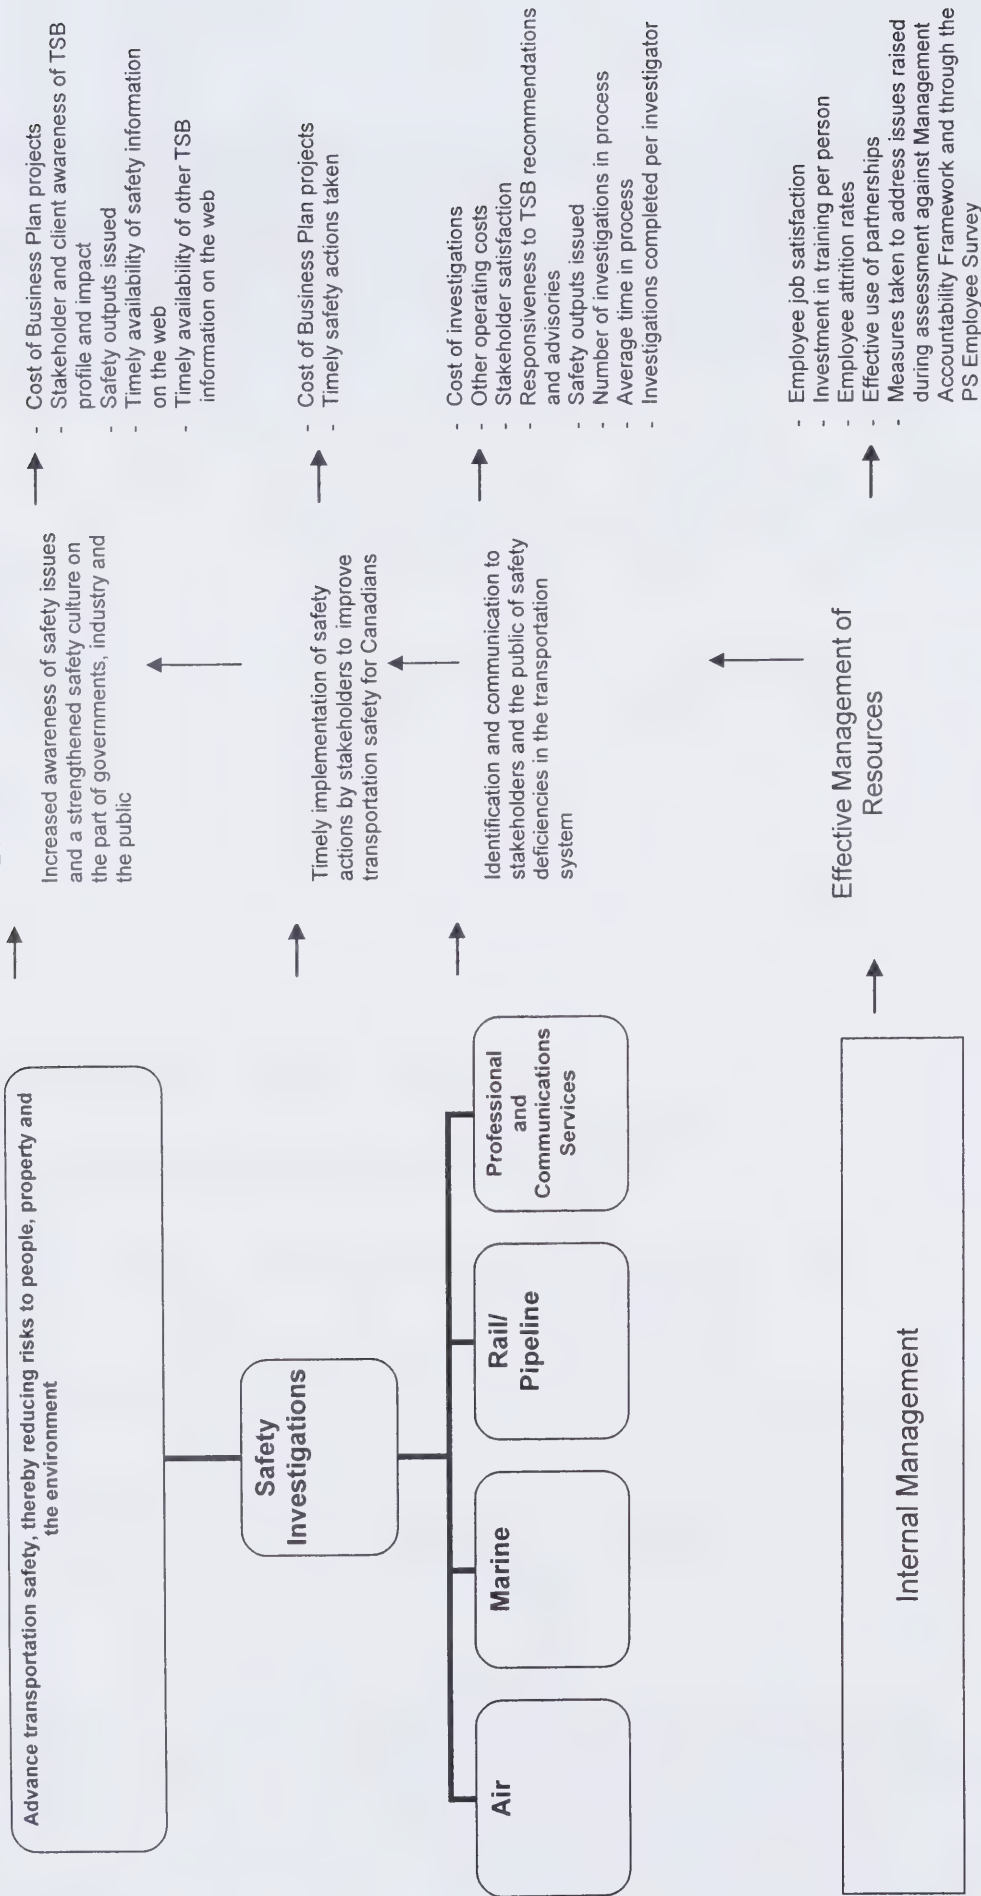 Advance transportation safety, thereby reducing risks to people, property and
the environment
Safety
Investigations
Air
Marine
Rail/
Pipeline
Professional
and
Communications
Services
Internal Management
Increased awareness of safety issues
and a strengthened safety culture on
the part of governments, industry and
the public
Timely implementation of safety
actions by stakeholders to improve
transportation safety for Canadians
Identification and communication to
stakeholders and the public of safety
deficiencies in the transportation
system
Effective Management of
Resources
- Cost of Business Plan projects
- Stakeholder and client awareness of TSB
profile and impact
- Safety outputs issued
- Timely availability of safety information
on the web
- Timely availability of other TSB
information on the web
- Cost of Business Plan projects
- Timely safety actions taken
- Cost of investigations
- Other operating costs
- Stakeholder satisfaction
- Responsiveness to TSB recommendations
and advisories
- Safety outputs issued
- Number of investigations in process
- Average time in process
- Investigations completed per investigator
- Employee job satisfaction
- Investment in training per person
- Employee attrition rates
- Effective use of partnerships
- Measures taken to address issues raised
during assessment against Management
Accountability Framework and through the
PS Employee Survey